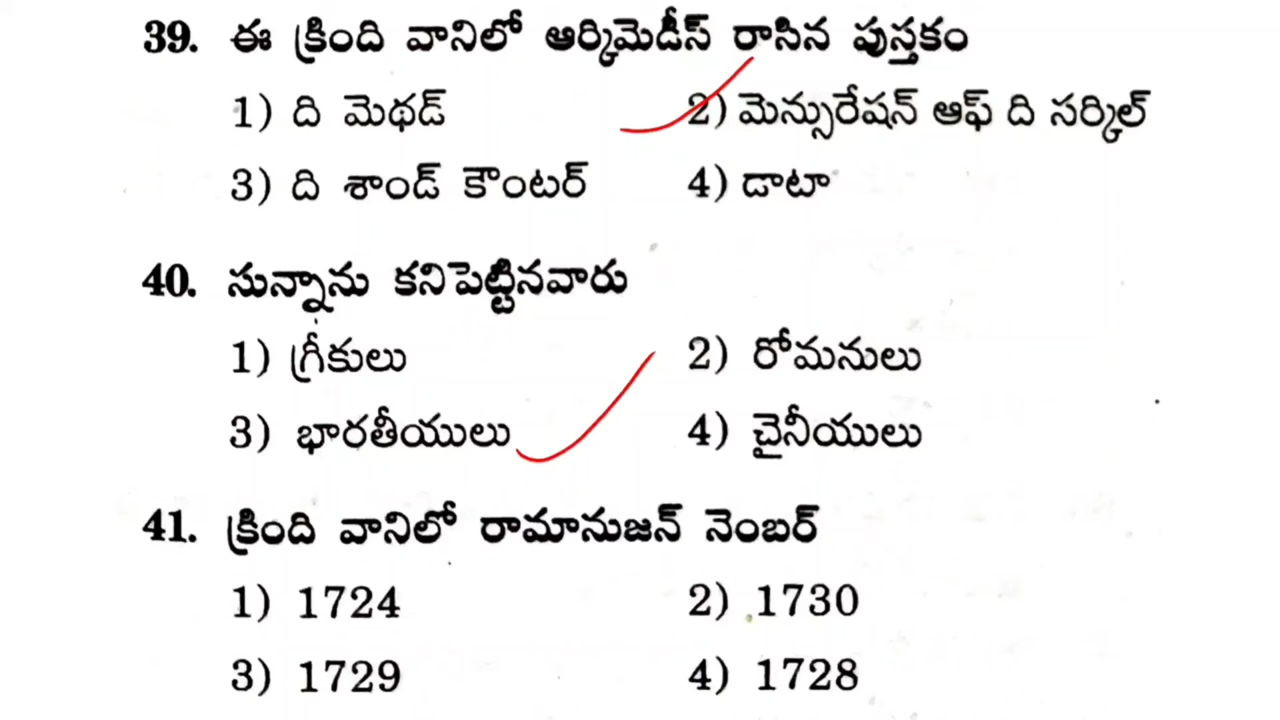 39. ఈ క్రింది వానిలో ఆర్కిమెడీస్ రాసిన పుస్తకం
1) ది మెథడ్ 2) మెన్సురేషన్ ఆఫ్ ది సర్కిల్
3) ది శాండ్ కౌంటర్ 4) డాటా
40. సున్నాను కనిపెట్టినవారు
1) గ్రీకులు 2) రోమనులు
3) భారతీయులు 4) చైనీయులు
41. క్రింది వానిలో రామానుజన్ నెంబర్
1) 1724 2) 1730
3) 1729 4) 1728